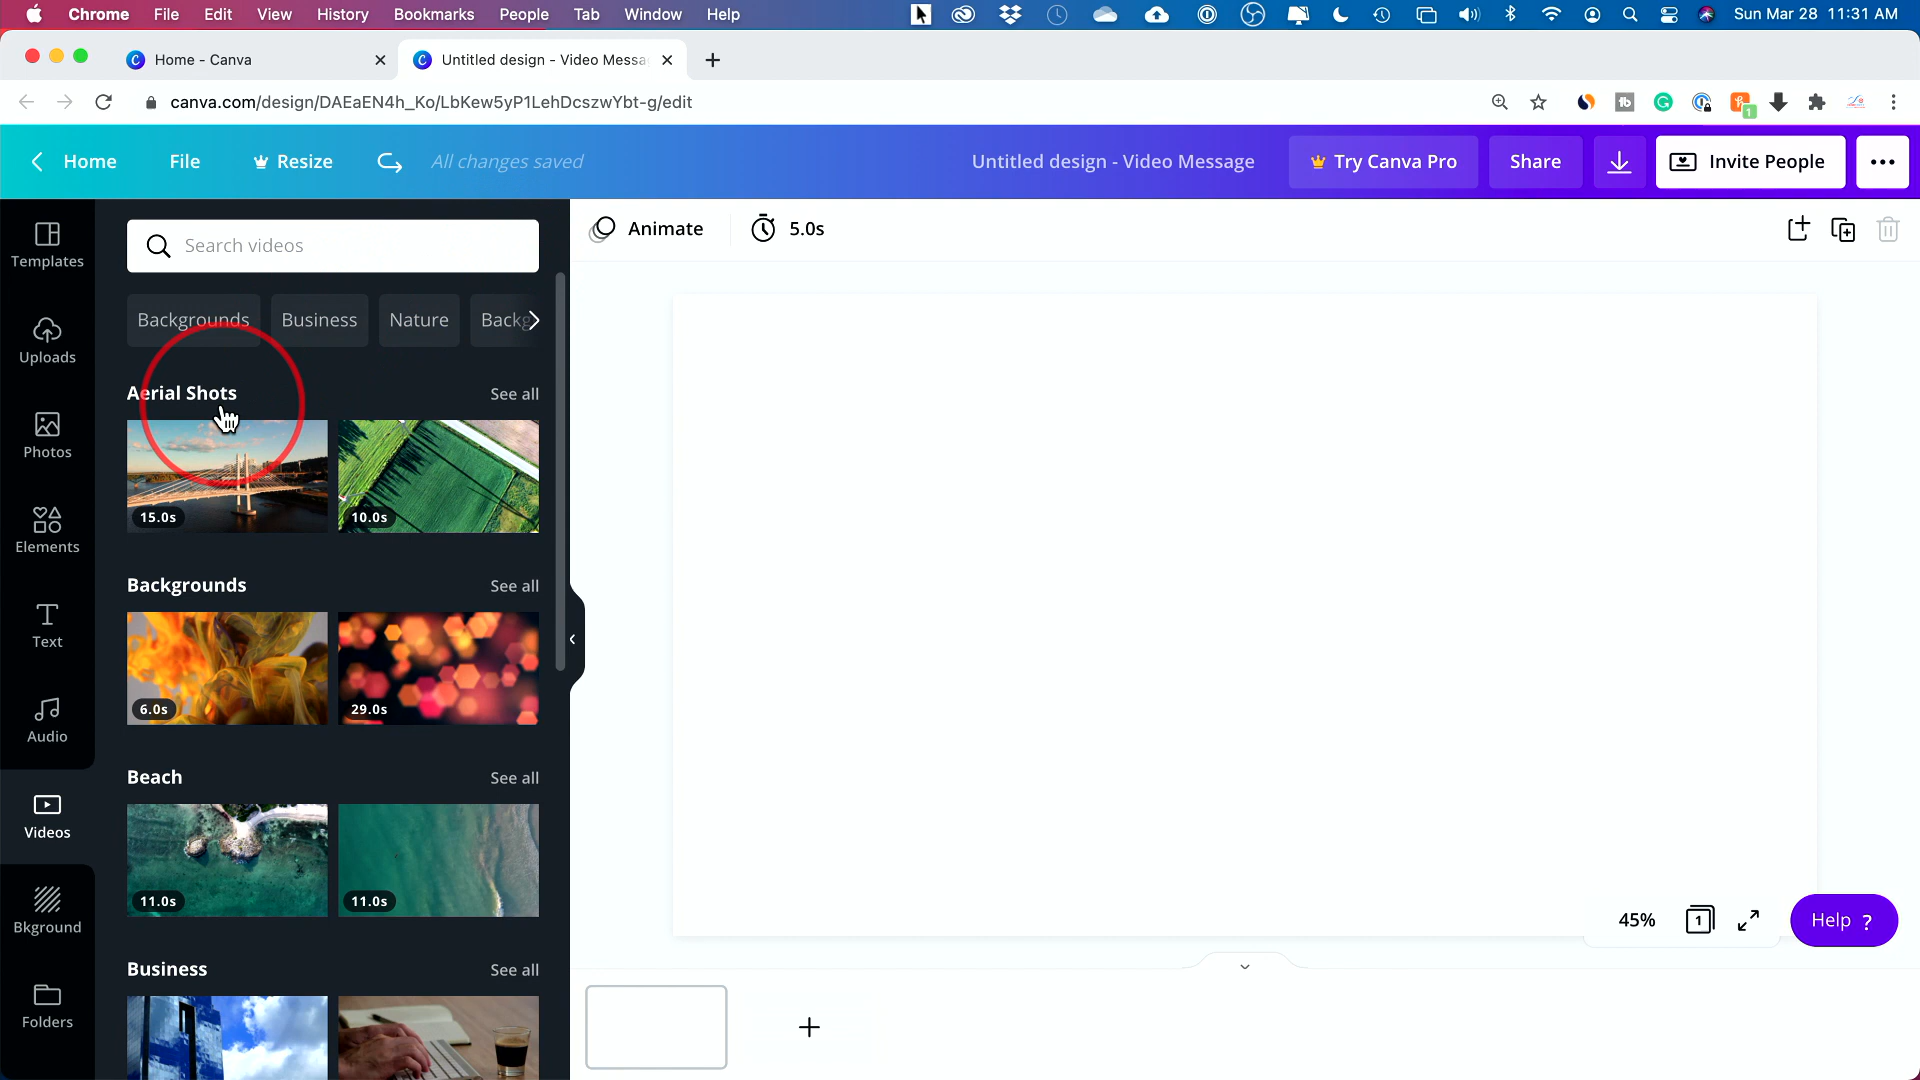 Chrome File Edit View History Bookmarks People Tab Window Help Sun Mar 28 11:31 AM
Home - Canva
Untitled design - Video Messa
canva.com/design/DAEaEN4h_Ko/LbKew5yP1LehDcszwYbt-g/edit
Home File Resize All changes saved Untitled design - Video Message Try Canva Pro Share Invite People
Templates
Uploads
Photos
Elements
Text
Audio
Videos
Bkground
Folders
Search videos
Backgrounds Business Nature Backg
Aerial Shots See all
15.0s 10.0s
Backgrounds See all
6.0s 29.0s
Beach See all
11.0s 11.0s
Business See all
Animate 5.0s
45% 1 Help ?